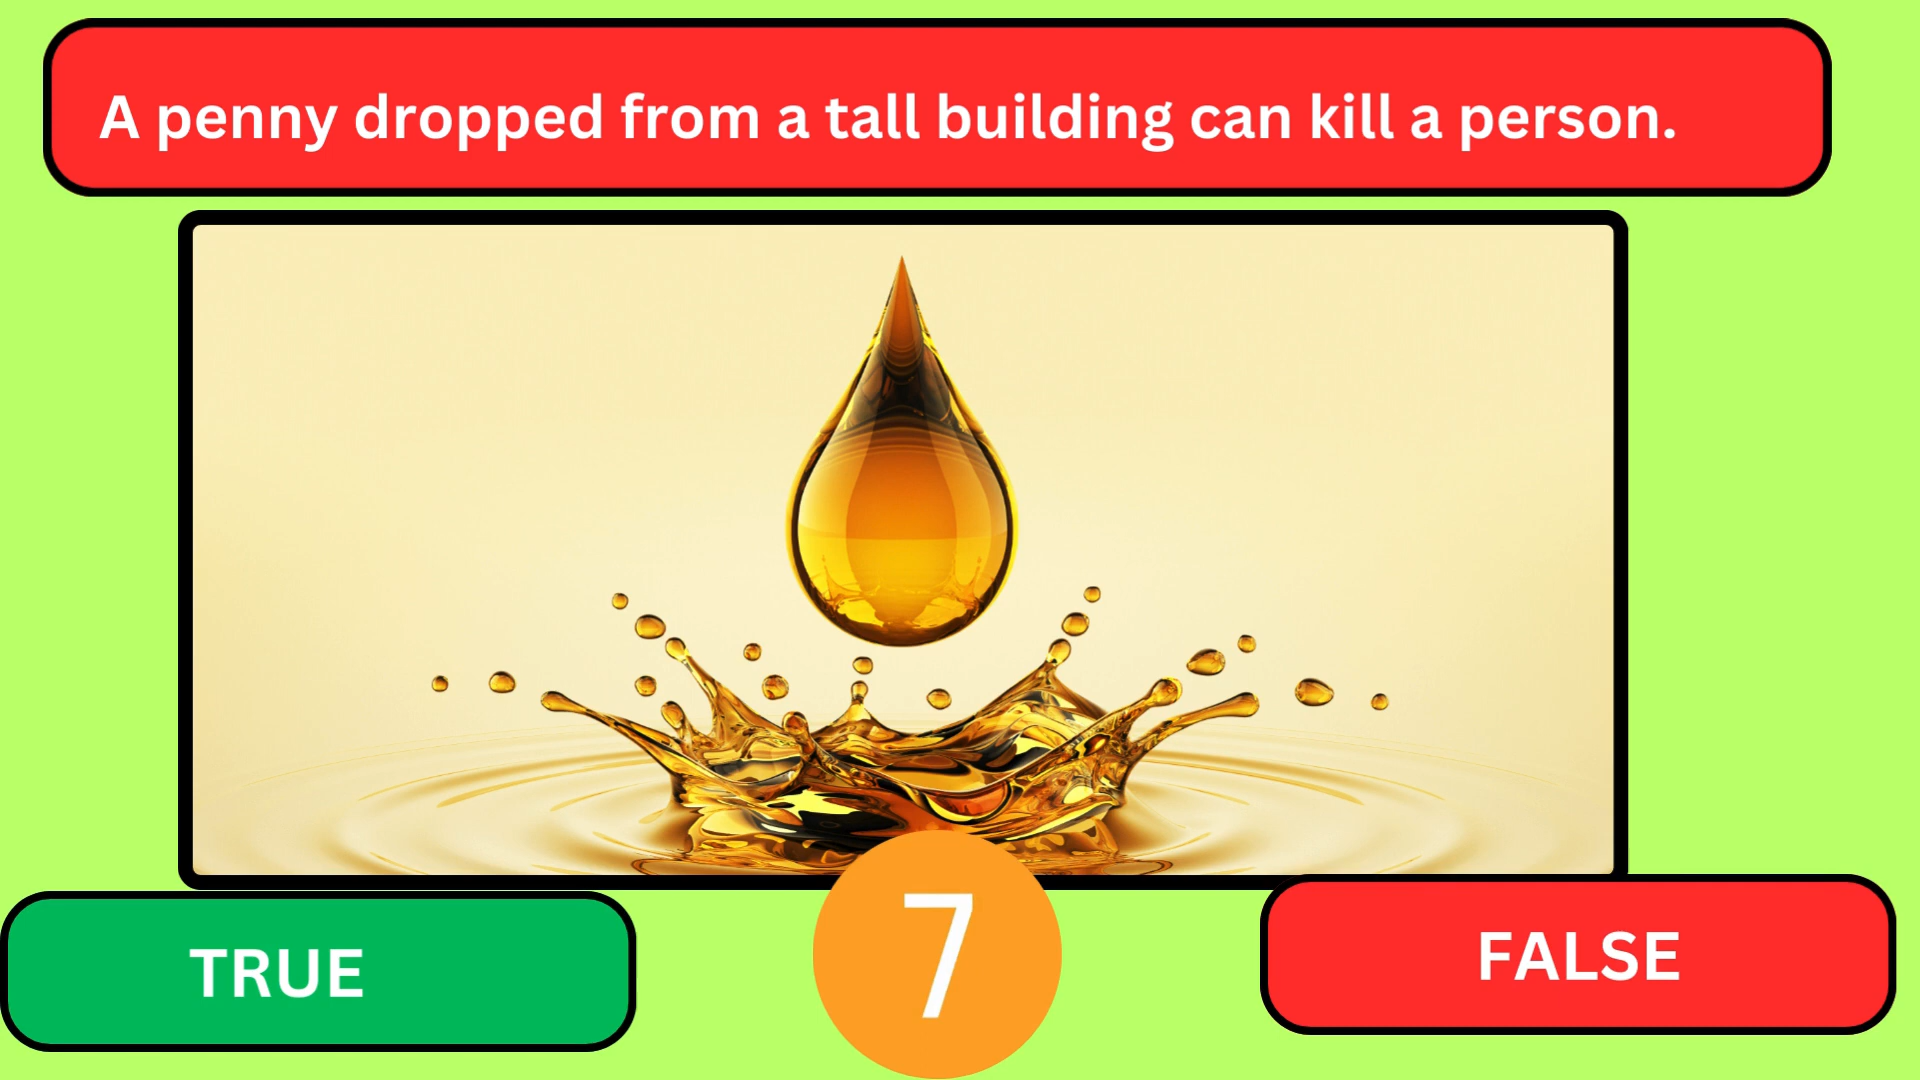 A penny dropped from a tall building can kill a person.
TRUE
7
FALSE